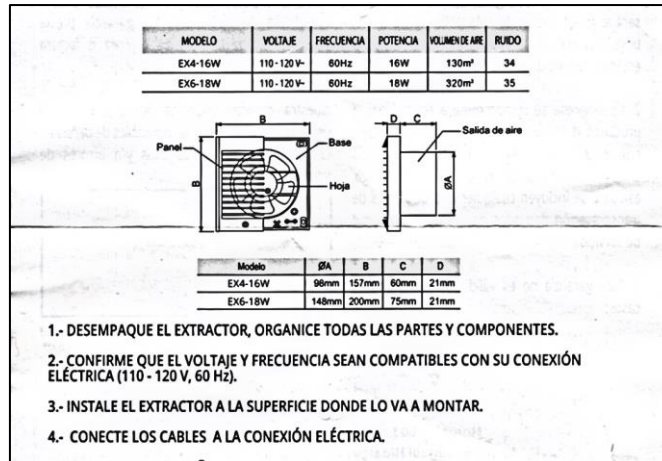 MODELO VOLTAJE FRECUENCIA POTENCIA VOLUMEN DE AIRE RUIDO
EX4-16W 110 - 120 V~ 60Hz 16W 130m³ 34
EX6-18W 110 - 120 V~ 60Hz 18W 320m³ 35
B D C
Panel Base Salida de aire
B Hoja ØA
Modelo ØA B C D
EX4-16W 98mm 157mm 60mm 21mm
EX6-18W 148mm 200mm 75mm 21mm
1.- DESEMPAQUE EL EXTRACTOR, ORGANICE TODAS LAS PARTES Y COMPONENTES.
2.- CONFIRME QUE EL VOLTAJE Y FRECUENCIA SEAN COMPATIBLES CON SU CONEXIÓN
ELÉCTRICA (110 - 120 V, 60 Hz).
3.- INSTALE EL EXTRACTOR A LA SUPERFICIE DONDE LO VA A MONTAR.
4.- CONECTE LOS CABLES A LA CONEXIÓN ELÉCTRICA.